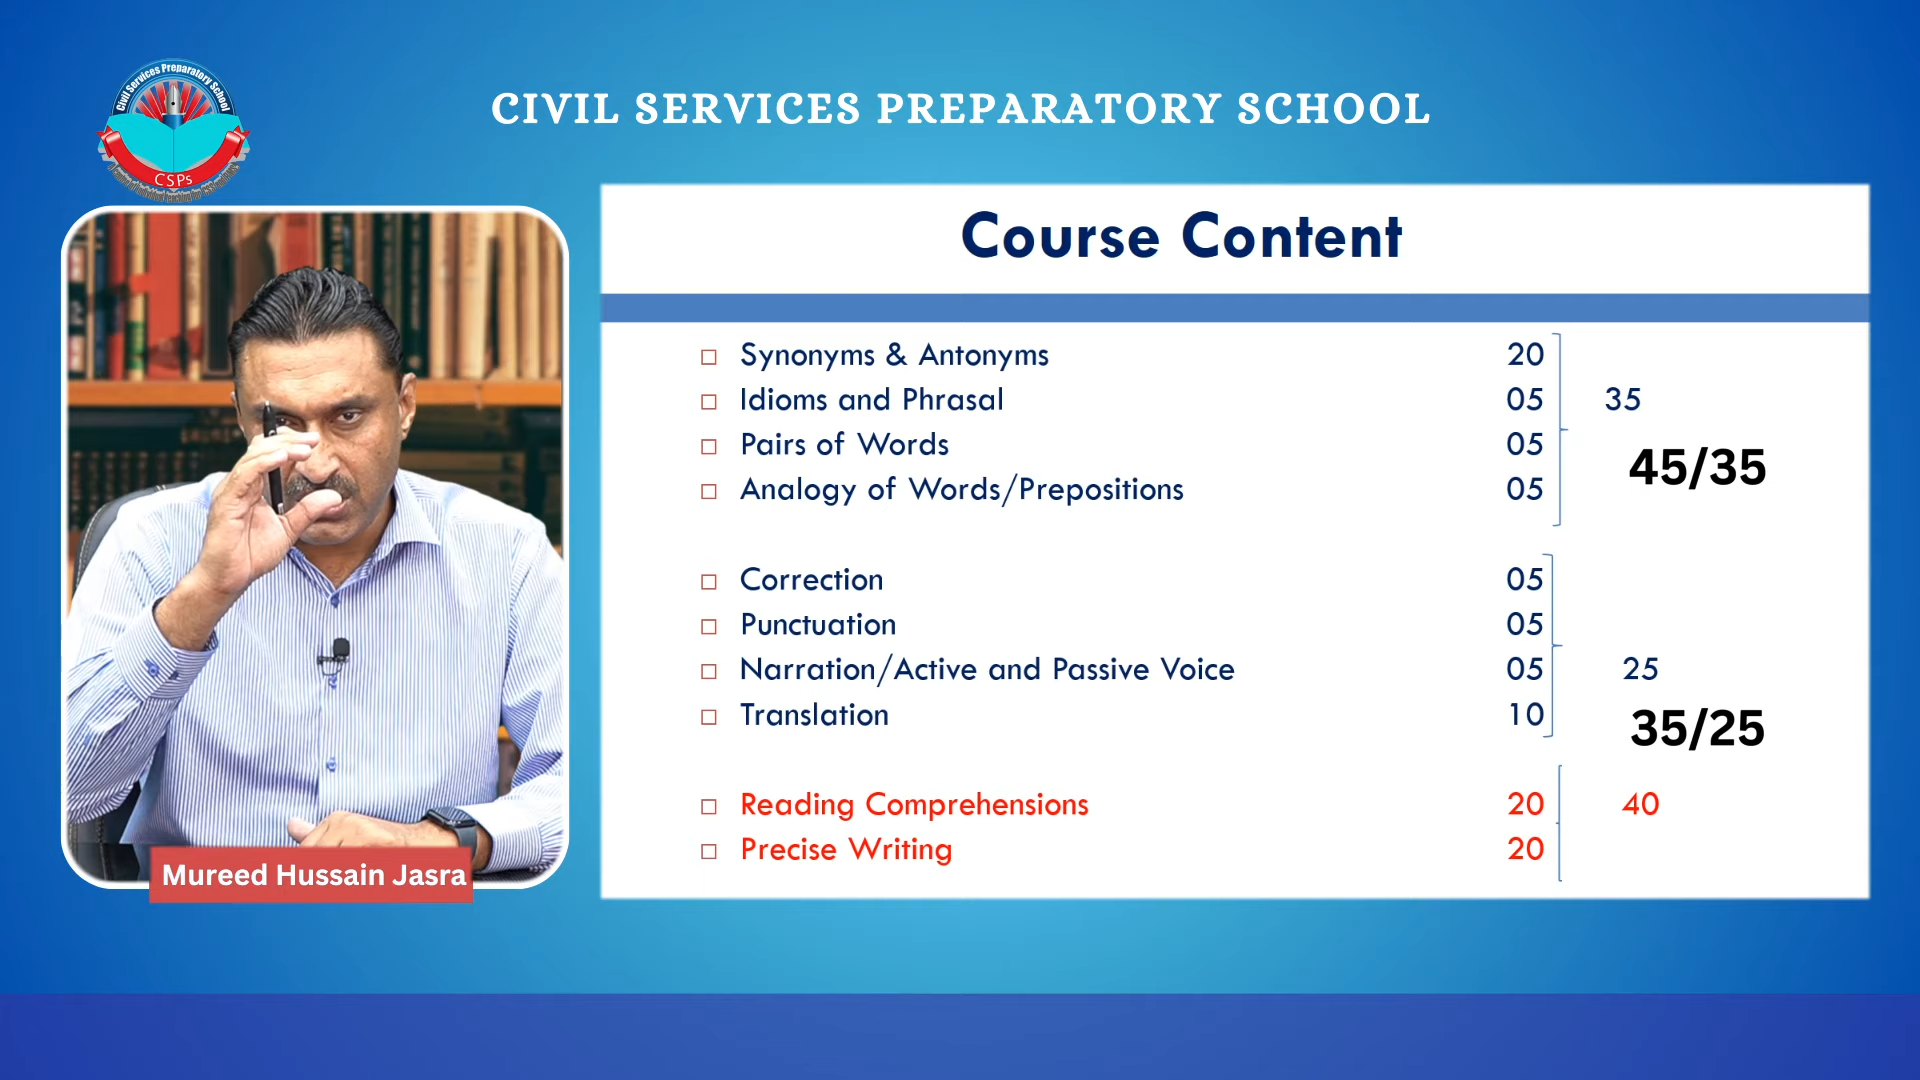 Civil Services Preparatory School
CSPs
CIVIL SERVICES PREPARATORY SCHOOL
Course Content
Synonyms & Antonyms 20
Idioms and Phrasal 05 35
Pairs of Words 05
45/35
Analogy of Words/Prepositions 05
Correction 05
Punctuation 05
Narration/Active and Passive Voice 05 25
Translation 10
35/25
Reading Comprehensions 20 40
Precise Writing 20
Mureed Hussain Jasra